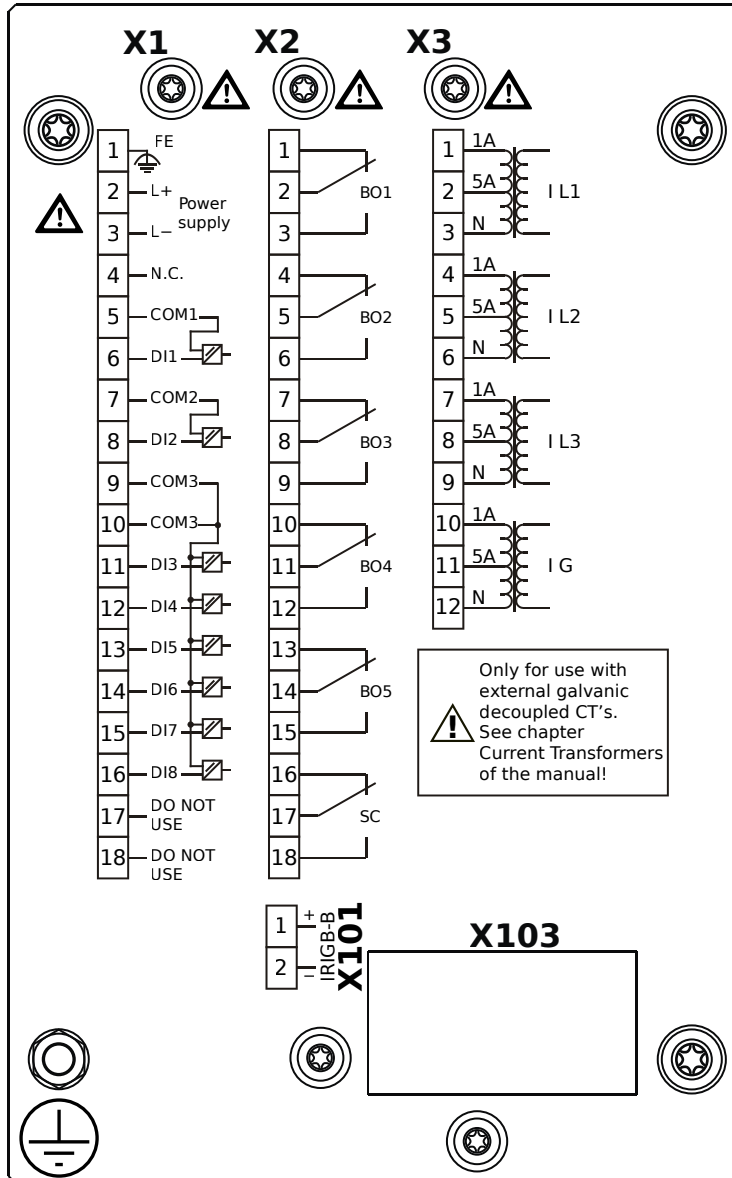 X1 X2 X3
1 FE
2 L+
Power
supply
3 L−
4 N.C.
5 COM1
6 DI1
7 COM2
8 DI2
9 COM3
10 COM3
11 DI3
12 DI4
13 DI5
14 DI6
15 DI7
16 DI8
17 DO NOT
USE
18 DO NOT
USE
1
2 BO1
3
4
5 BO2
6
7
8 BO3
9
10
11 BO4
12
13
14 BO5
15
16
17 SC
18
1 1A
2 5A I L1
3 N
4 1A
5 5A I L2
6 N
7 1A
8 5A I L3
9 N
10 1A
11 5A I G
12 N
Only for use with
external galvanic
decoupled CT's.
See chapter
Current Transformers
of the manual!
1 +
2 −
IRIGB-B
X101
X103